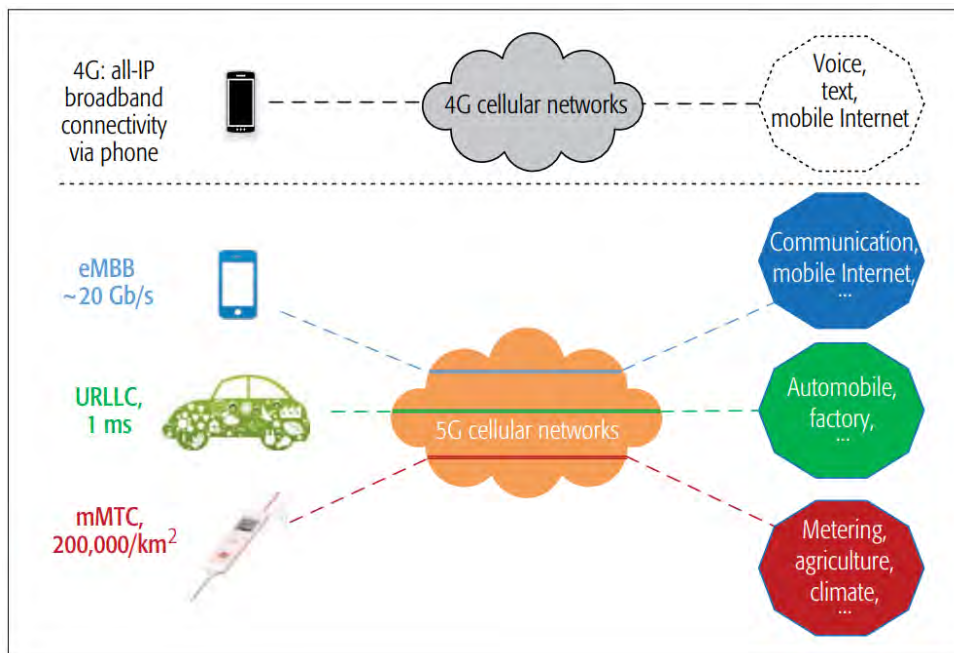 4G: all-IP
broadband
connectivity
via phone
4G cellular networks
Voice,
text,
mobile Internet
eMBB
~20 Gb/s
Communication,
mobile Internet,
...
URLLC,
1 ms
5G cellular networks
Automobile,
factory,
...
mMTC,
200,000/km²
Metering,
agriculture,
climate,
...